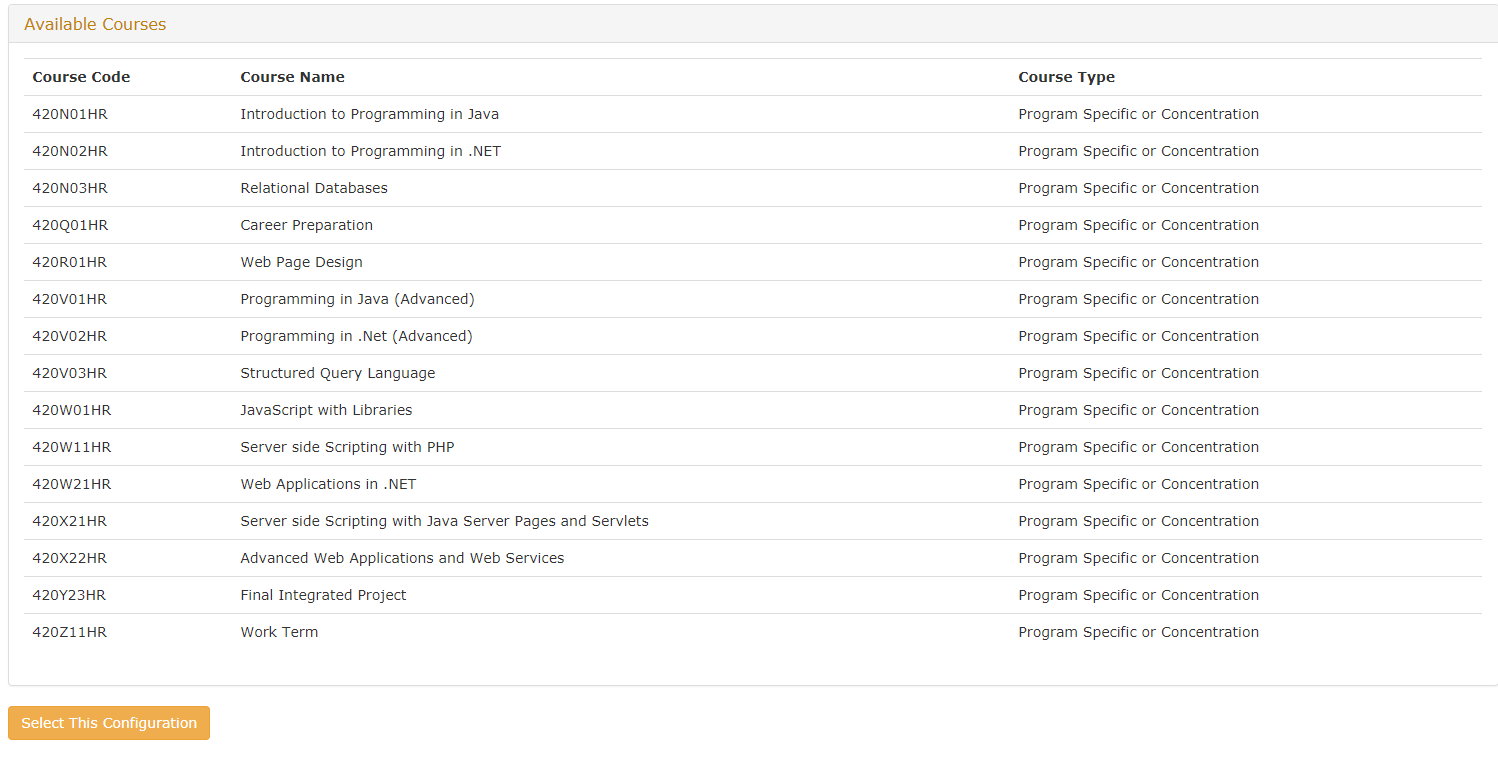 Available Courses
Course Code Course Name Course Type
420N01HR Introduction to Programming in Java Program Specific or Concentration
420N02HR Introduction to Programming in .NET Program Specific or Concentration
420N03HR Relational Databases Program Specific or Concentration
420Q01HR Career Preparation Program Specific or Concentration
420R01HR Web Page Design Program Specific or Concentration
420V01HR Programming in Java (Advanced) Program Specific or Concentration
420V02HR Programming in .Net (Advanced) Program Specific or Concentration
420V03HR Structured Query Language Program Specific or Concentration
420W01HR JavaScript with Libraries Program Specific or Concentration
420W11HR Server side Scripting with PHP Program Specific or Concentration
420W21HR Web Applications in .NET Program Specific or Concentration
420X21HR Server side Scripting with Java Server Pages and Servlets Program Specific or Concentration
420X22HR Advanced Web Applications and Web Services Program Specific or Concentration
420Y23HR Final Integrated Project Program Specific or Concentration
420Z11HR Work Term Program Specific or Concentration
Select This Configuration